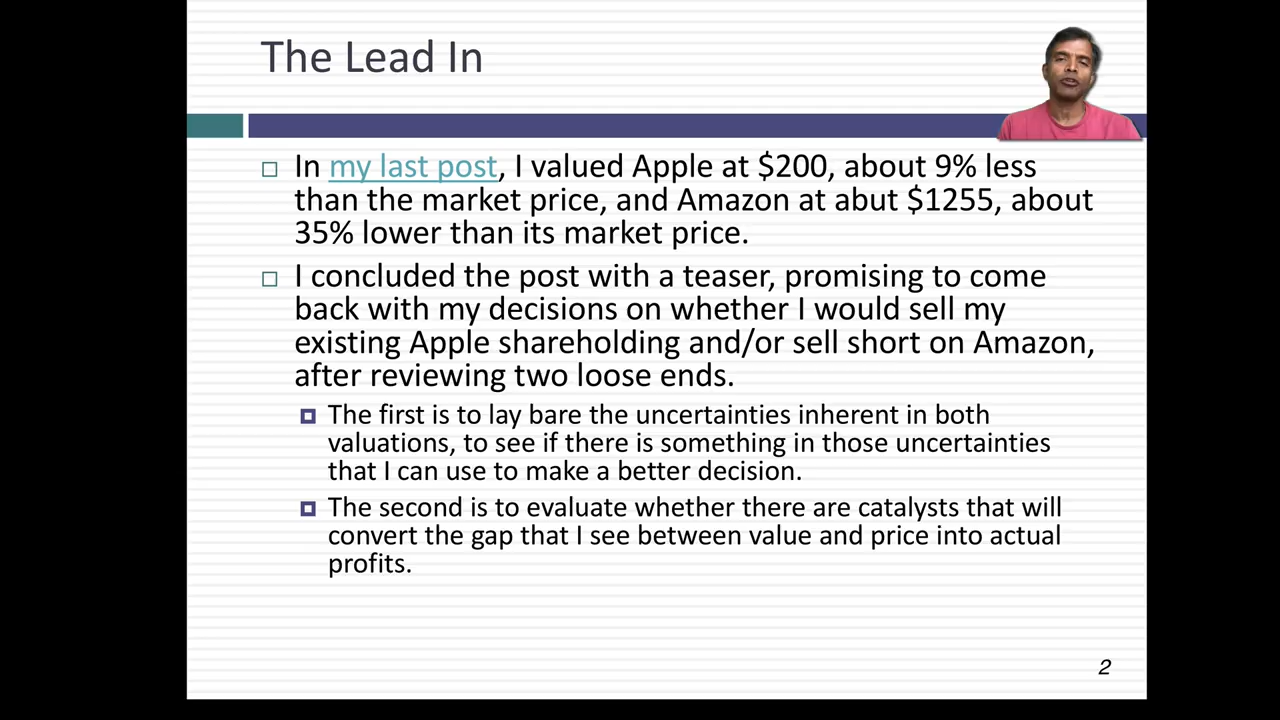 The Lead In
In my last post, I valued Apple at $200, about 9% less
than the market price, and Amazon at abut $1255, about
35% lower than its market price.
I concluded the post with a teaser, promising to come
back with my decisions on whether I would sell my
existing Apple shareholding and/or sell short on Amazon,
after reviewing two loose ends.
The first is to lay bare the uncertainties inherent in both
valuations, to see if there is something in those uncertainties
that I can use to make a better decision.
The second is to evaluate whether there are catalysts that will
convert the gap that I see between value and price into actual
profits.
2